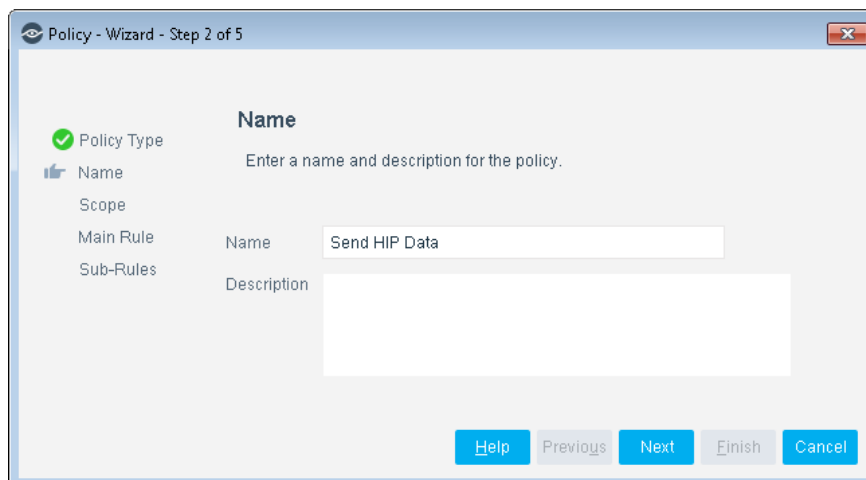 Policy - Wizard - Step 2 of 5
Policy Type
Name
Scope
Main Rule
Sub-Rules
Name
Enter a name and description for the policy.
Name
Send HIP Data
Description
Help
Previous
Next
Finish
Cancel